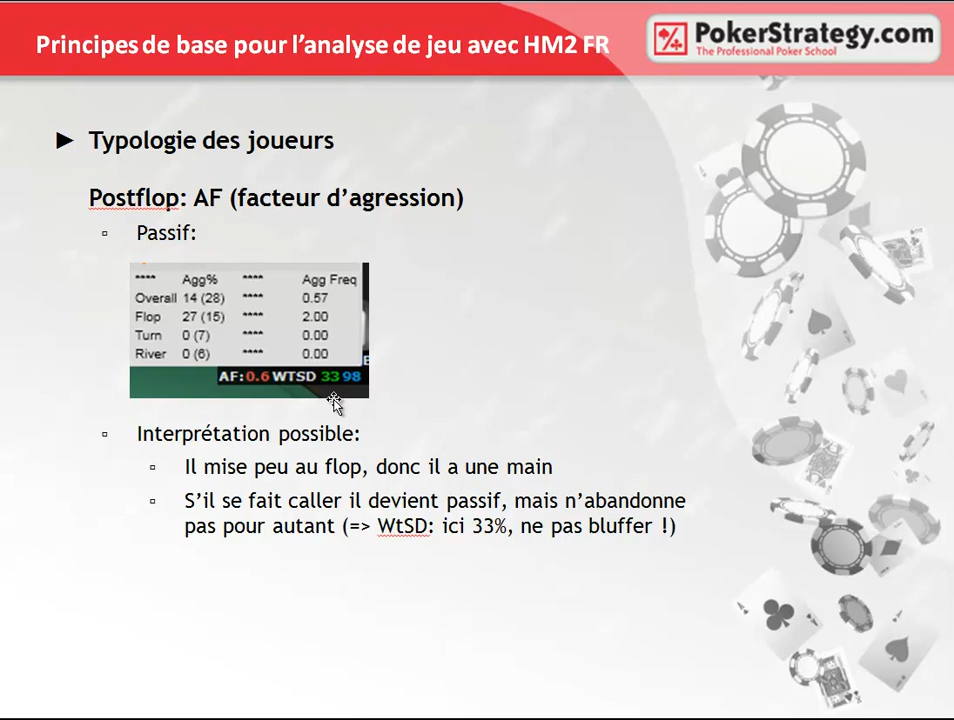 Principes de base pour l'analyse de jeu avec HM2 FR
PokerStrategy.com
The Professional Poker School
► Typologie des joueurs
Postflop: AF (facteur d'agression)
▫ Passif:
**** Agg% **** Agg Freq
Overall 14 (28) **** 0.57
Flop 27 (15) **** 2.00
Turn 0 (7) **** 0.00
River 0 (6) **** 0.00
AF:0.6 WTSD 33 98
▫ Interprétation possible:
▫ Il mise peu au flop, donc il a une main
▫ S'il se fait caller il devient passif, mais n'abandonne
pas pour autant (=> WtSD: ici 33%, ne pas bluffer !)